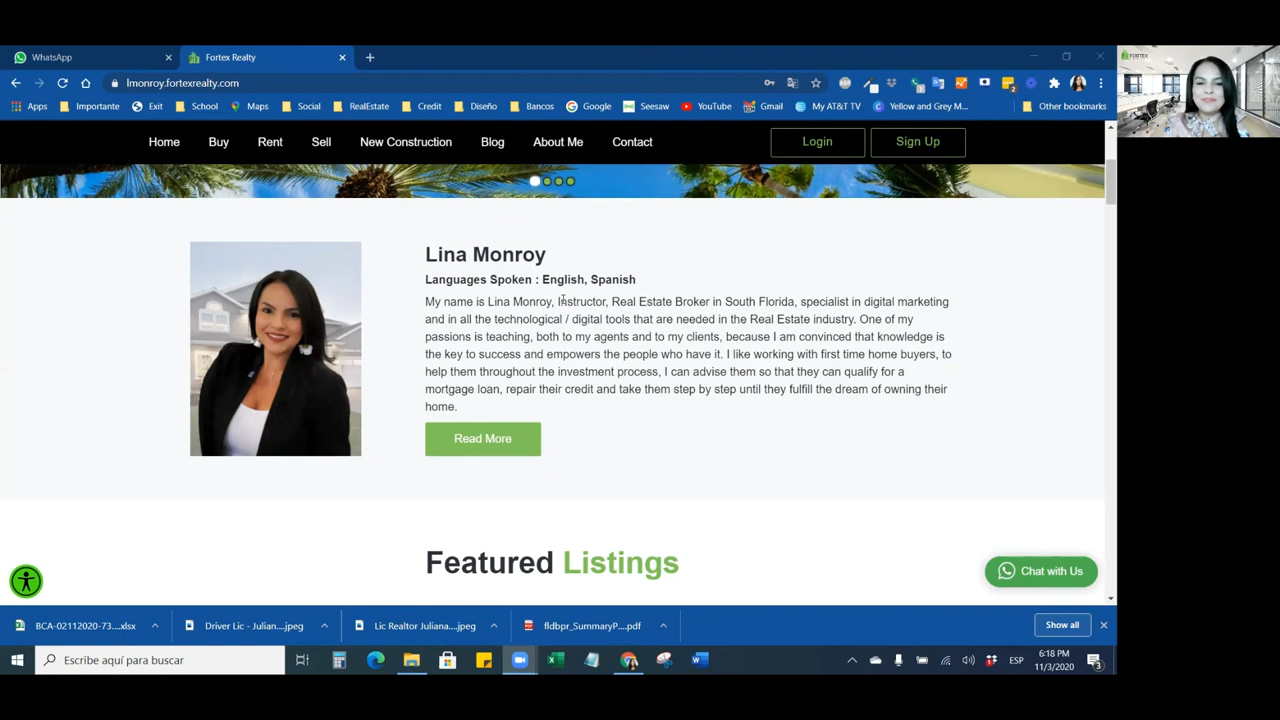 WhatsApp
Fortex Realty
lmonroy.fortexrealty.com
Apps Importante Exit School Maps Social RealEstate Credit Diseño Bancos Google Seesaw YouTube Gmail My AT&T TV Yellow and Grey M... Other bookmarks
Home Buy Rent Sell New Construction Blog About Me Contact Login Sign Up
Lina Monroy
Languages Spoken : English, Spanish
My name is Lina Monroy, Instructor, Real Estate Broker in South Florida, specialist in digital marketing
and in all the technological / digital tools that are needed in the Real Estate industry. One of my
passions is teaching, both to my agents and to my clients, because I am convinced that knowledge is
the key to success and empowers the people who have it. I like working with first time home buyers, to
help them throughout the investment process, I can advise them so that they can qualify for a
mortgage loan, repair their credit and take them step by step until they fulfill the dream of owning their
home.
Read More
Featured Listings
Chat with Us
BCA-02112020-73....xlsx Driver Lic - Julian....jpeg Lic Realtor Juliana....jpeg fldbpr_SummaryP....pdf Show all
Escribe aquí para buscar
ESP
6:18 PM
11/3/2020
3
FORTEX